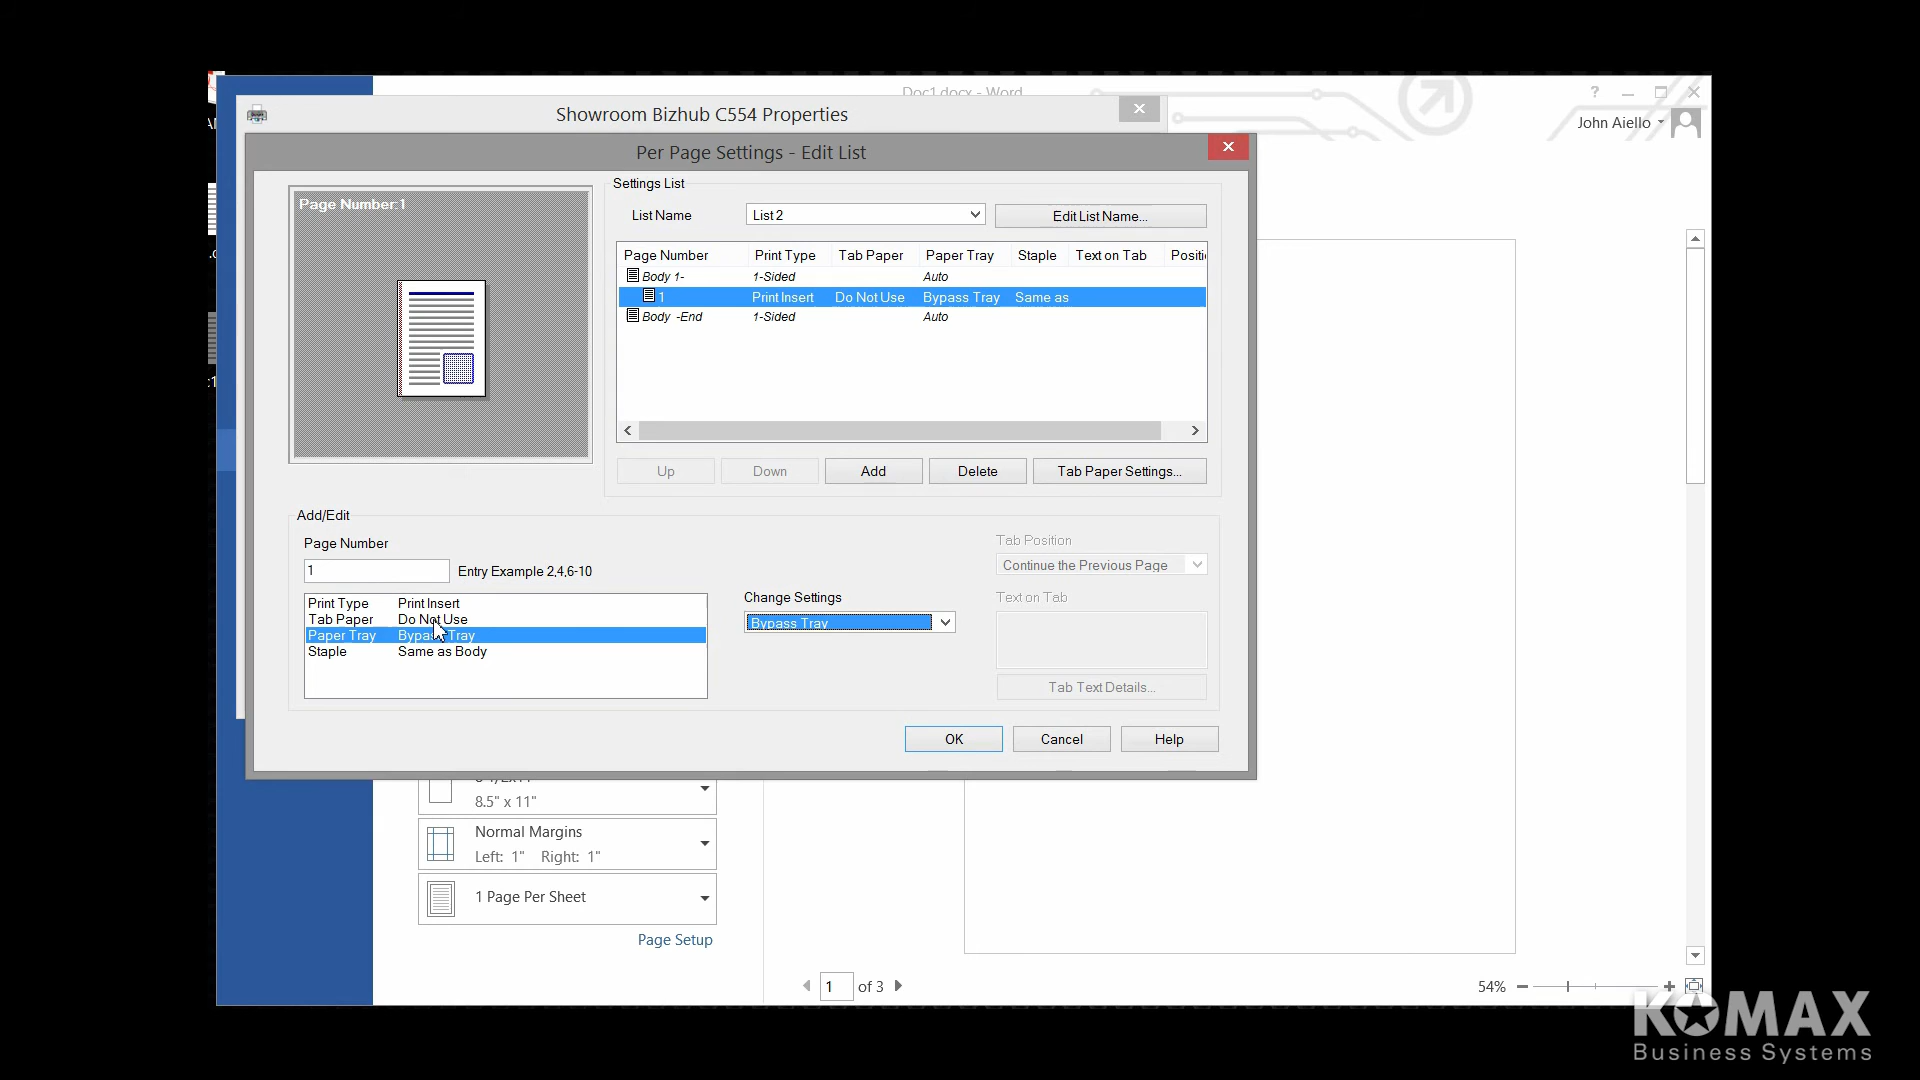 Doc1.docx - Word
?
John Aiello
Showroom Bizhub C554 Properties
Per Page Settings - Edit List
Page Number:1
Settings List
List Name
List 2
Edit List Name...
Page Number Print Type Tab Paper Paper Tray Staple Text on Tab Positi
Body 1- 1-Sided Auto
1 Print Insert Do Not Use Bypass Tray Same as
Body -End 1-Sided Auto
Up
Down
Add
Delete
Tab Paper Settings...
Add/Edit
Page Number
1
Entry Example 2,4,6-10
Print Type Print Insert
Tab Paper Do Not Use
Paper Tray Bypass Tray
Staple Same as Body
Change Settings
Bypass Tray
Tab Position
Continue the Previous Page
Text on Tab
Tab Text Details...
OK
Cancel
Help
8.5" x 11"
Normal Margins
Left: 1" Right: 1"
1 Page Per Sheet
Page Setup
1 of 3
54%
KOMAX
Business Systems